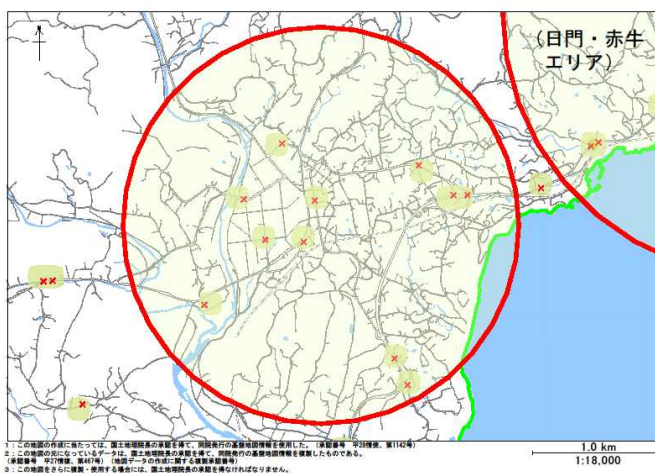 (日門・赤牛
エリア)
1.0 km
1:18,000
1：この地図の作成に当たっては、国土地理院長の承認を得て、同院発行の基盤地図情報を使用した。（承認番号　平28情使、第1142号）
2：この地図の元になっているデータは、国土地理院長の承認を得て、同院発行の基盤地図情報を複製したものである。
（承認番号　平27情複、第467号）（地図データの作成に関する複製承認番号）
3：この地図をさらに複製・使用する場合には、国土地理院長の承認を得なければなりません。